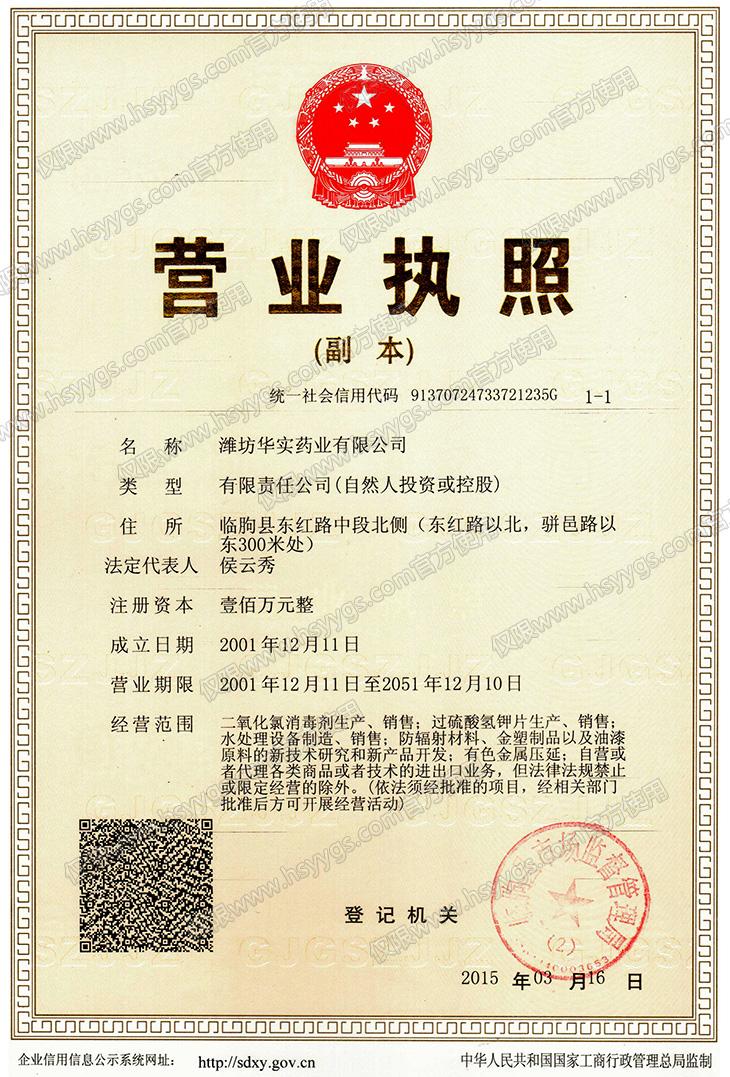 营业执照
(副 本)
统一社会信用代码 91370724733721235G 1-1
名 称 潍坊华实药业有限公司
类 型 有限责任公司(自然人投资或控股)
住 所 临朐县东红路中段北侧（东红路以北，骈邑路以
东300米处）
法定代表人 侯云秀
注册资本 壹佰万元整
成立日期 2001年12月11日
营业期限 2001年12月11日至2051年12月10日
经营范围 二氧化氯消毒剂生产、销售；过硫酸氢钾片生产、销售；
水处理设备制造、销售；防辐射材料、金塑制品以及油漆
原料的新技术研究和新产品开发；有色金属压延；自营或
者代理各类商品或者技术的进出口业务，但法律法规禁止
或限定经营的除外。(依法须经批准的项目，经相关部门
批准后方可开展经营活动)
登记机关
临朐县市场监督管理局
(2)
2015 年03 月16 日
企业信用信息公示系统网址： http://sdxy.gov.cn 中华人民共和国国家工商行政管理总局监制
仅限www.hsyygs.com官方使用